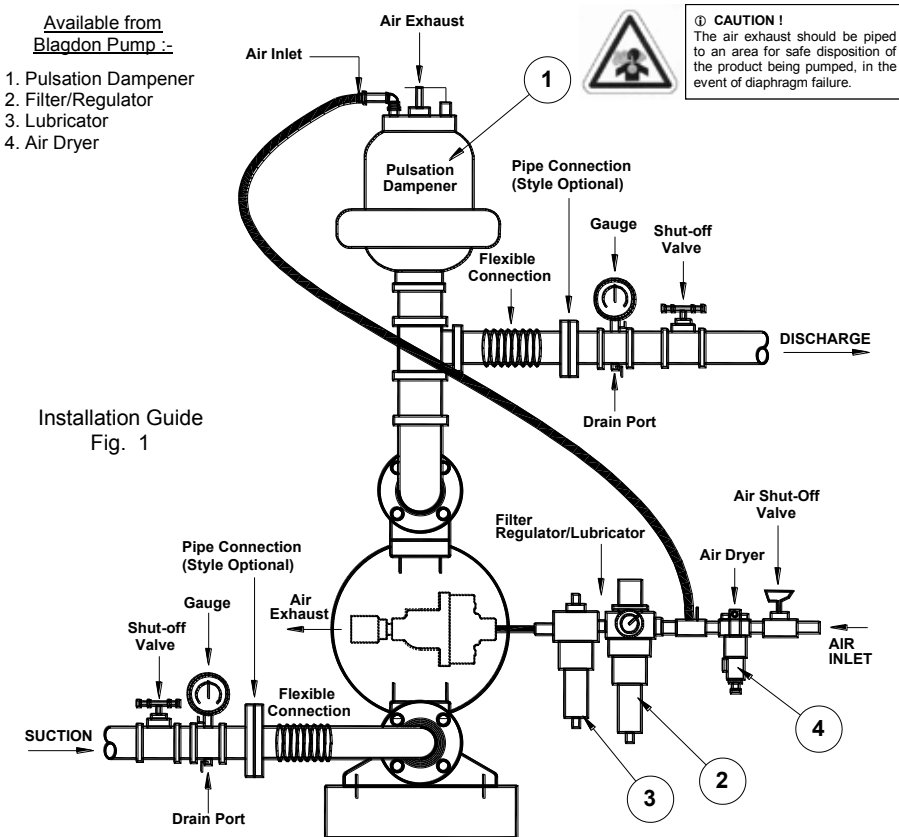 Available from
Blagdon Pump :-
1. Pulsation Dampener
2. Filter/Regulator
3. Lubricator
4. Air Dryer
Air Exhaust
Air Inlet
1
ⓘ CAUTION !
The air exhaust should be piped
to an area for safe disposition of
the product being pumped, in the
event of diaphragm failure.
Pulsation
Dampener
Pipe Connection
(Style Optional)
Gauge
Shut-off
Valve
Flexible
Connection
DISCHARGE
Drain Port
Installation Guide
Fig. 1
Filter
Regulator/Lubricator
Air Shut-Off
Valve
Air Dryer
AIR
INLET
Pipe Connection
(Style Optional)
Air
Exhaust
Gauge
Shut-off
Valve
Flexible
Connection
SUCTION
Drain Port
3
2
4